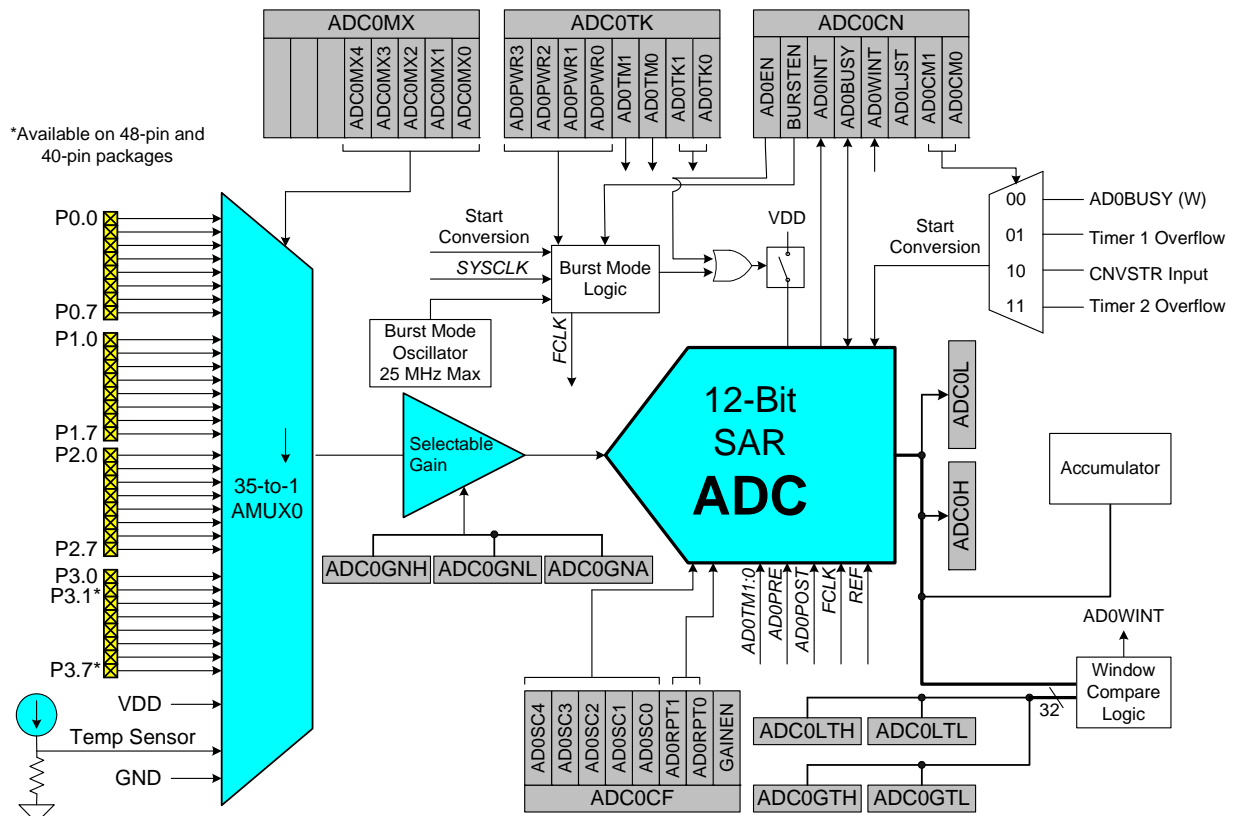 ADC0MX
ADC0MX4
ADC0MX3
ADC0MX2
ADC0MX1
ADC0MX0
ADC0TK
AD0PWR3
AD0PWR2
AD0PWR1
AD0PWR0
AD0TM1
AD0TM0
AD0TK1
AD0TK0
ADC0CN
AD0EN
BURSTEN
AD0INT
AD0BUSY
AD0WINT
AD0LJST
AD0CM1
AD0CM0
*Available on 48-pin and
40-pin packages
P0.0
P0.7
P1.0
P1.7
P2.0
P2.7
P3.0
P3.1*
P3.7*
VDD
Temp Sensor
GND
35-to-1
AMUX0
Start
Conversion
SYSCLK
Burst Mode
Logic
Burst Mode
Oscillator
25 MHz Max
FCLK
VDD
Start
Conversion
00
01
10
11
AD0BUSY (W)
Timer 1 Overflow
CNVSTR Input
Timer 2 Overflow
Selectable
Gain
ADC0GNH
ADC0GNL
ADC0GNA
12-Bit
SAR
ADC
ADC0L
ADC0H
Accumulator
AD0TM1:0
AD0PRE
AD0POST
FCLK
REF
AD0WINT
Window
Compare
Logic
32
AD0SC4
AD0SC3
AD0SC2
AD0SC1
AD0SC0
AD0RPT1
AD0RPT0
GAINEN
ADC0CF
ADC0LTH
ADC0LTL
ADC0GTH
ADC0GTL